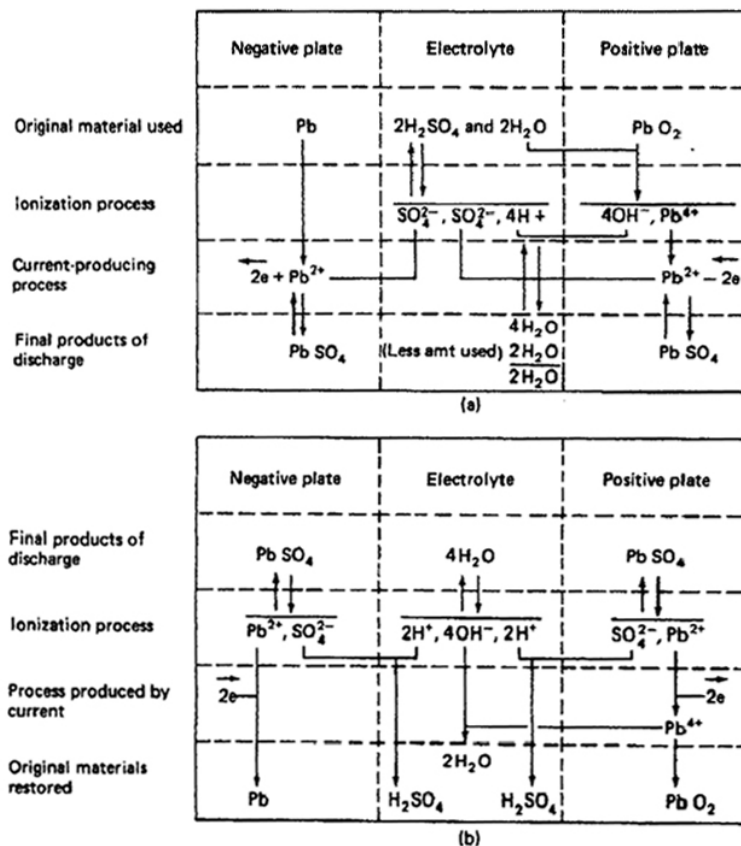 Negative plate Electrolyte Positive plate
Original material used Pb 2H₂SO₄ and 2H₂O Pb O₂
Ionization process SO₄²⁻, SO₄²⁻, 4H + 4OH⁻, Pb⁴⁺
Current-producing
process
2e + Pb²⁺ Pb²⁺ – 2e
Final products of
discharge
4H₂O
Pb SO₄ (Less amt used) 2H₂O Pb SO₄
2H₂O
(a)
Negative plate Electrolyte Positive plate
Final products of
discharge
Pb SO₄ 4H₂O Pb SO₄
Ionization process Pb²⁺, SO₄²⁻ 2H⁺, 4OH⁻, 2H⁺ SO₄²⁻, Pb²⁺
Process produced by
current
2e 2e
Pb⁴⁺
Original materials
restored
2H₂O
Pb H₂SO₄ H₂SO₄ Pb O₂
(b)